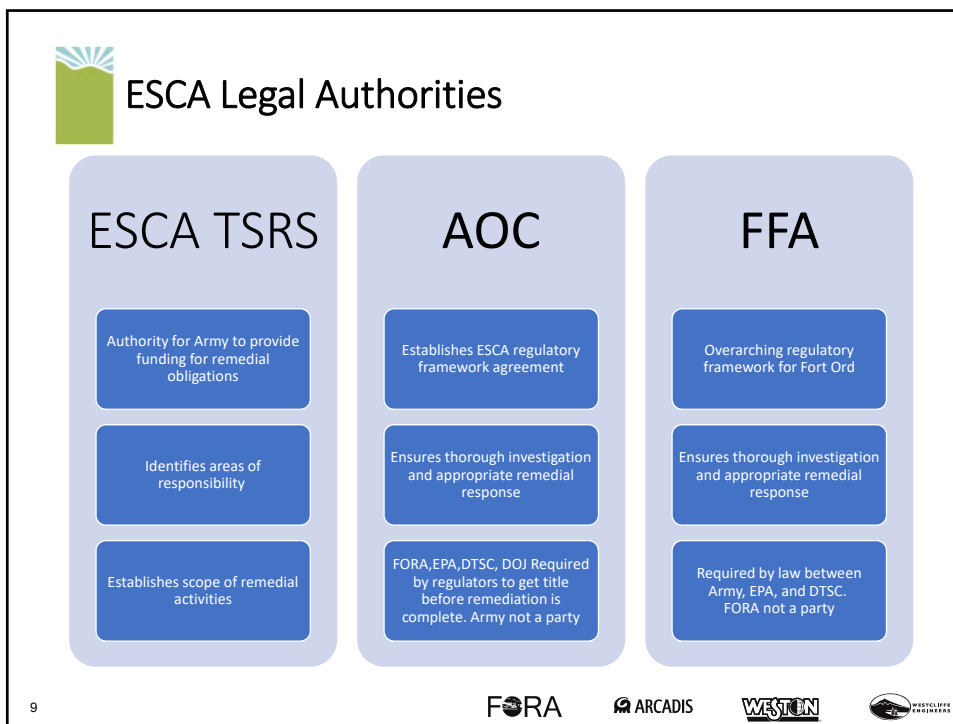 ESCA Legal Authorities
ESCA TSRS
Authority for Army to provide
funding for remedial
obligations
Identifies areas of
responsibility
Establishes scope of remedial
activities
AOC
Establishes ESCA regulatory
framework agreement
Ensures thorough investigation
and appropriate remedial
response
FORA,EPA,DTSC, DOJ Required
by regulators to get title
before remediation is
complete. Army not a party
FFA
Overarching regulatory
framework for Fort Ord
Ensures thorough investigation
and appropriate remedial
response
Required by law between
Army, EPA, and DTSC.
FORA not a party
9
FORA
ARCADIS
WESTON
WESTCLIFFE
ENGINEERS